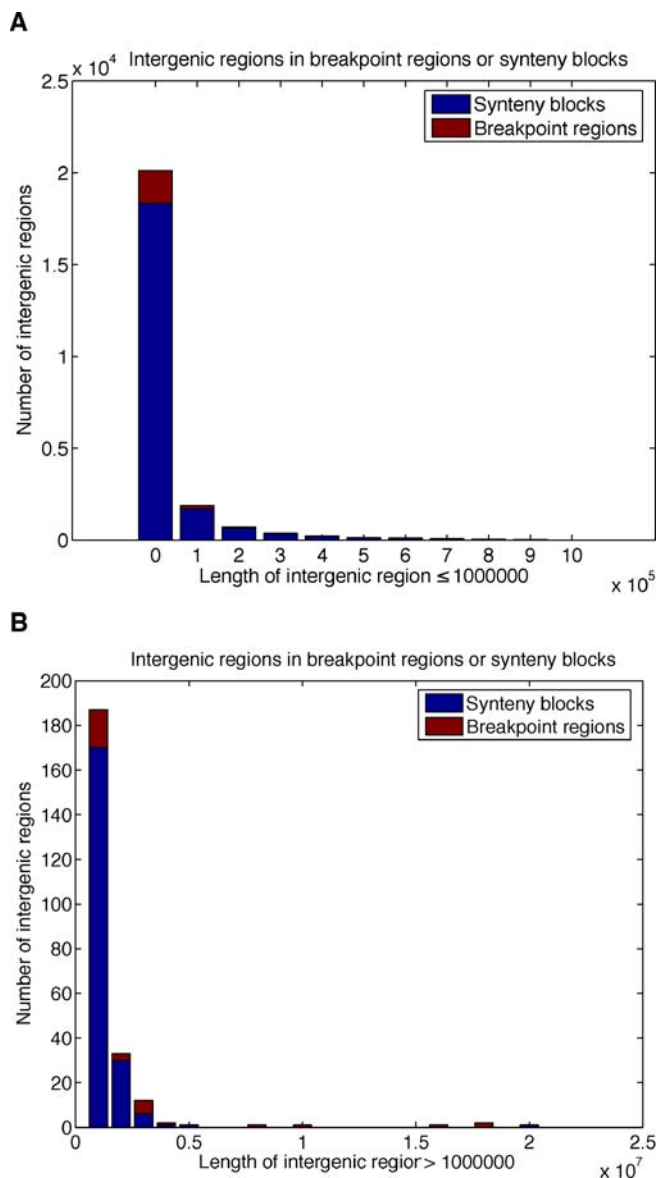 A
Intergenic regions in breakpoint regions or synteny blocks
2.5 x 10^4
Synteny blocks
Breakpoint regions
2
1.5
1
0.5
0
Number of intergenic regions
0 1 2 3 4 5 6 7 8 9 10
Length of intergenic region ≤ 1000000
x 10^5
B
Intergenic regions in breakpoint regions or synteny blocks
200
Synteny blocks
Breakpoint regions
180
160
140
120
100
80
60
40
20
0
Number of intergenic regions
0 0.5 1 1.5 2 2.5
Length of intergenic region > 1000000
x 10^7